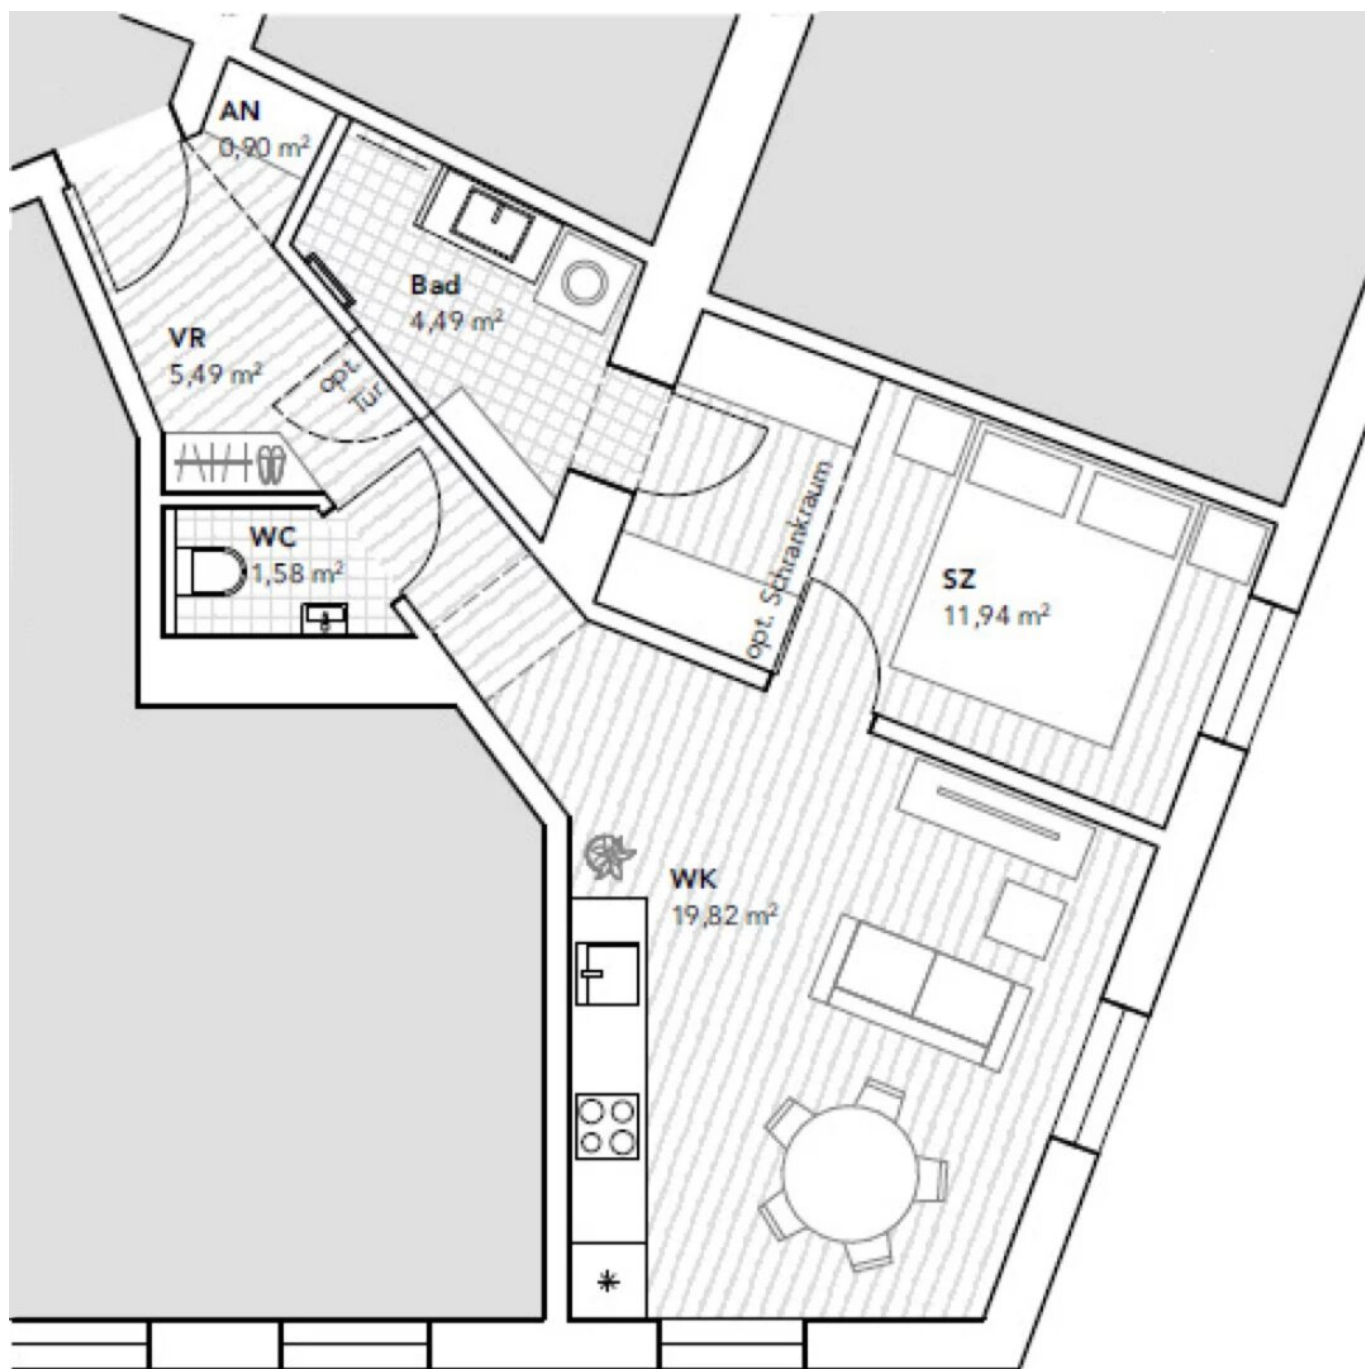 AN
0,90 m²
Bad
4,49 m²
VR
5,49 m²
opt.
Tür
WC
1,58 m²
opt. Schrankraum
SZ
11,94 m²
WK
19,82 m²